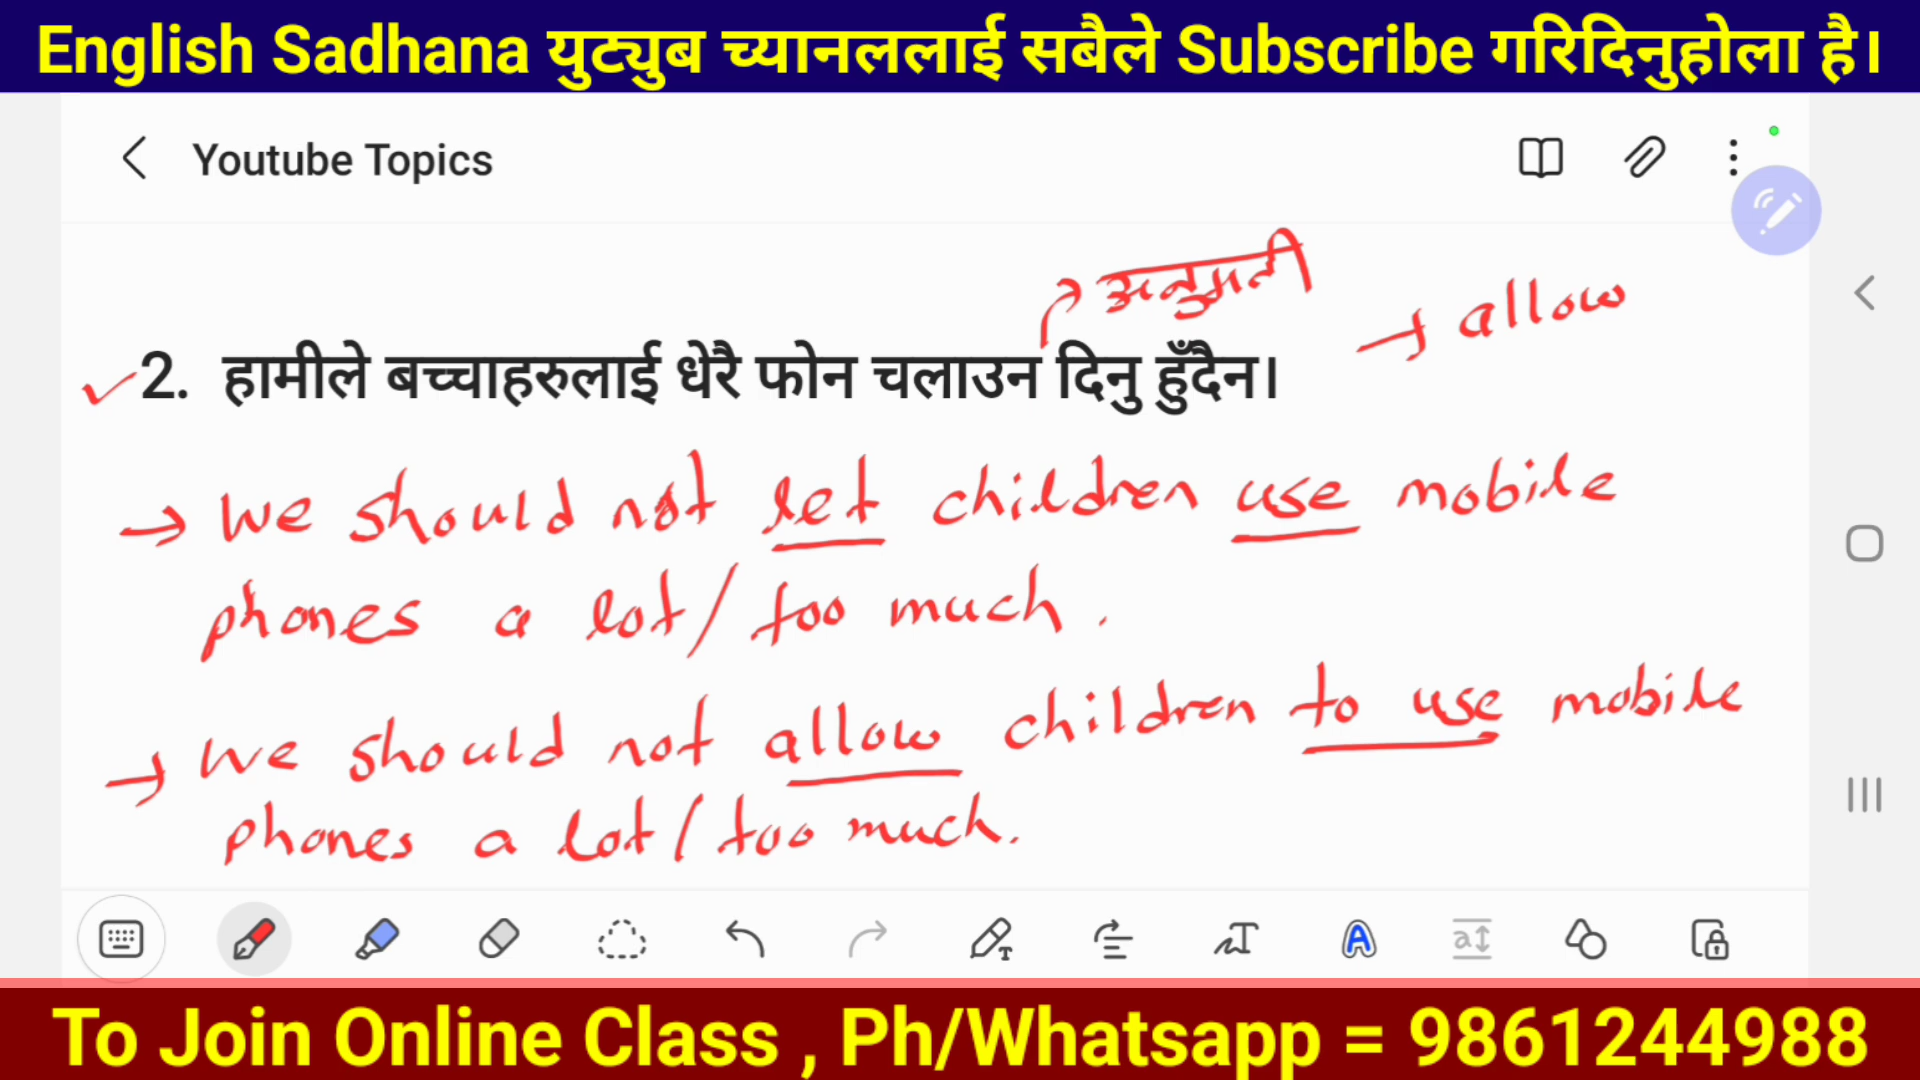 English Sadhana युट्युब च्यानललाई सबैले Subscribe गरिदिनुहोला है।
Youtube Topics
अनुमती
→ allow
2. हामीले बच्चाहरुलाई धेरै फोन चलाउन दिनु हुँदैन।
→ We should not let children use mobile
phones a lot/ too much.
→ We should not allow children to use mobile
phones a lot/ too much.
To Join Online Class , Ph/Whatsapp = 9861244988